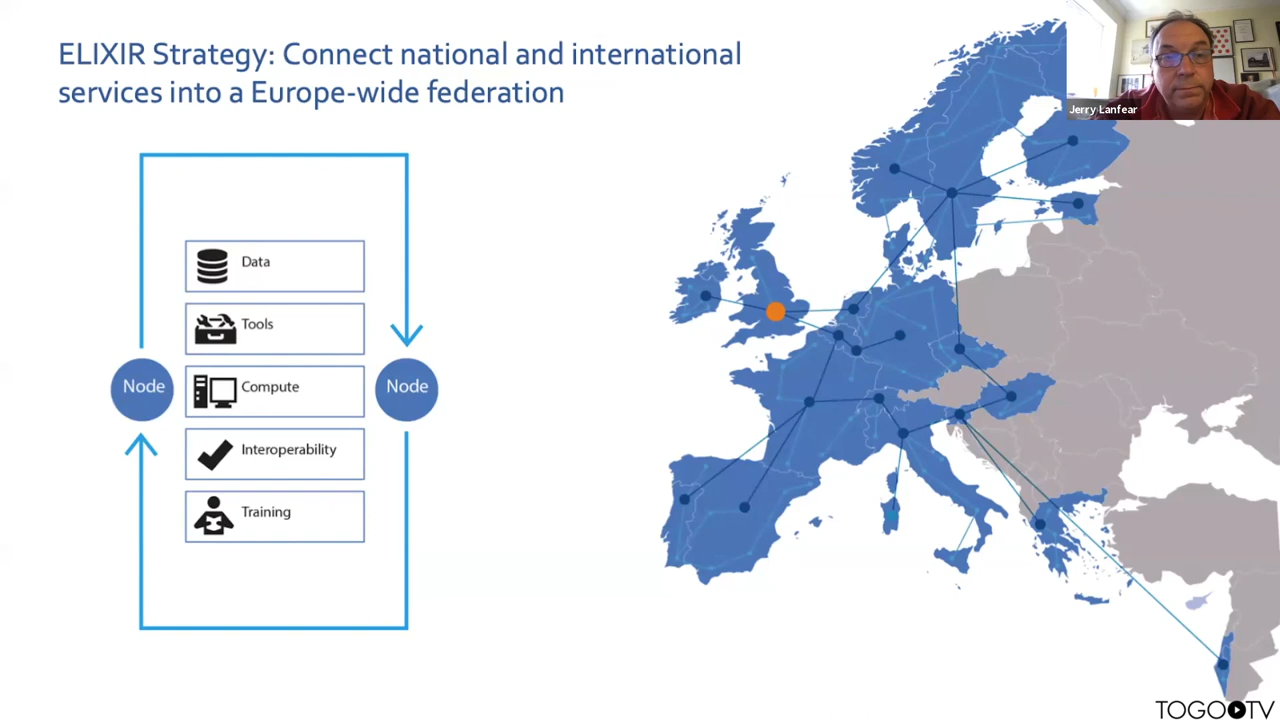 ELIXIR Strategy: Connect national and international
services into a Europe-wide federation
Jerry Lanfear
Data
Tools
Node
Compute
Node
Interoperability
Training
TOGOTV